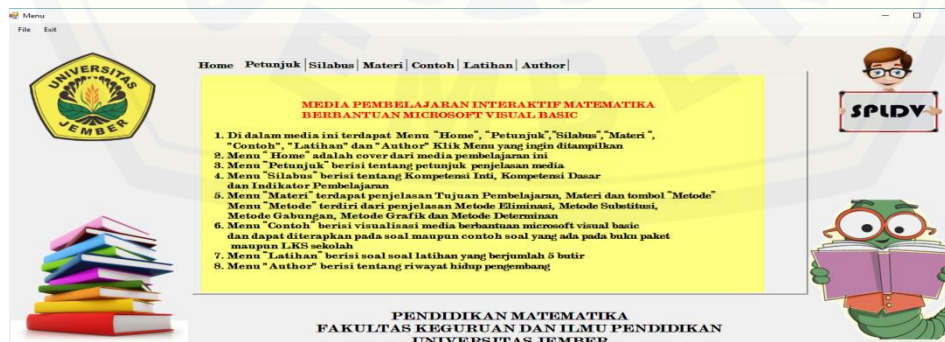 Menu
File Exit
UNIVERSITAS
JEMBER
Home Petunjuk Silabus Materi Contoh Latihan Author
SPLDV
MEDIA PEMBELAJARAN INTERAKTIF MATEMATIKA
BERBANTUAN MICROSOFT VISUAL BASIC
1. Di dalam media ini terdapat Menu "Home", "Petunjuk", "Silabus", "Materi",
"Contoh", "Latihan" dan "Author" Klik Menu yang ingin ditampilkan
2. Menu "Home" adalah cover dari media pembelajaran ini
3. Menu "Petunjuk" berisi tentang petunjuk penjelasan media
4. Menu "Silabus" berisi tentang Kompetensi Inti, Kompetensi Dasar
dan Indikator Pembelajaran
5. Menu "Materi" terdapat penjelasan Tujuan Pembelajaran, Materi dan tombol "Metode"
Menu "Metode" terdiri dari penjelasan Metode Eliminasi, Metode Substitusi,
Metode Gabungan, Metode Grafik dan Metode Determinan
6. Menu "Contoh" berisi visualisasi media berbantuan microsoft visual basic
dan dapat diterapkan pada soal maupun contoh soal yang ada pada buku paket
maupun LKS sekolah
7. Menu "Latihan" berisi soal soal latihan yang berjumlah 5 butir
8. Menu "Author" berisi tentang riwayat hidup pengembang
PENDIDIKAN MATEMATIKA
FAKULTAS KEGURUAN DAN ILMU PENDIDIKAN
UNIVERSITAS JEMBER